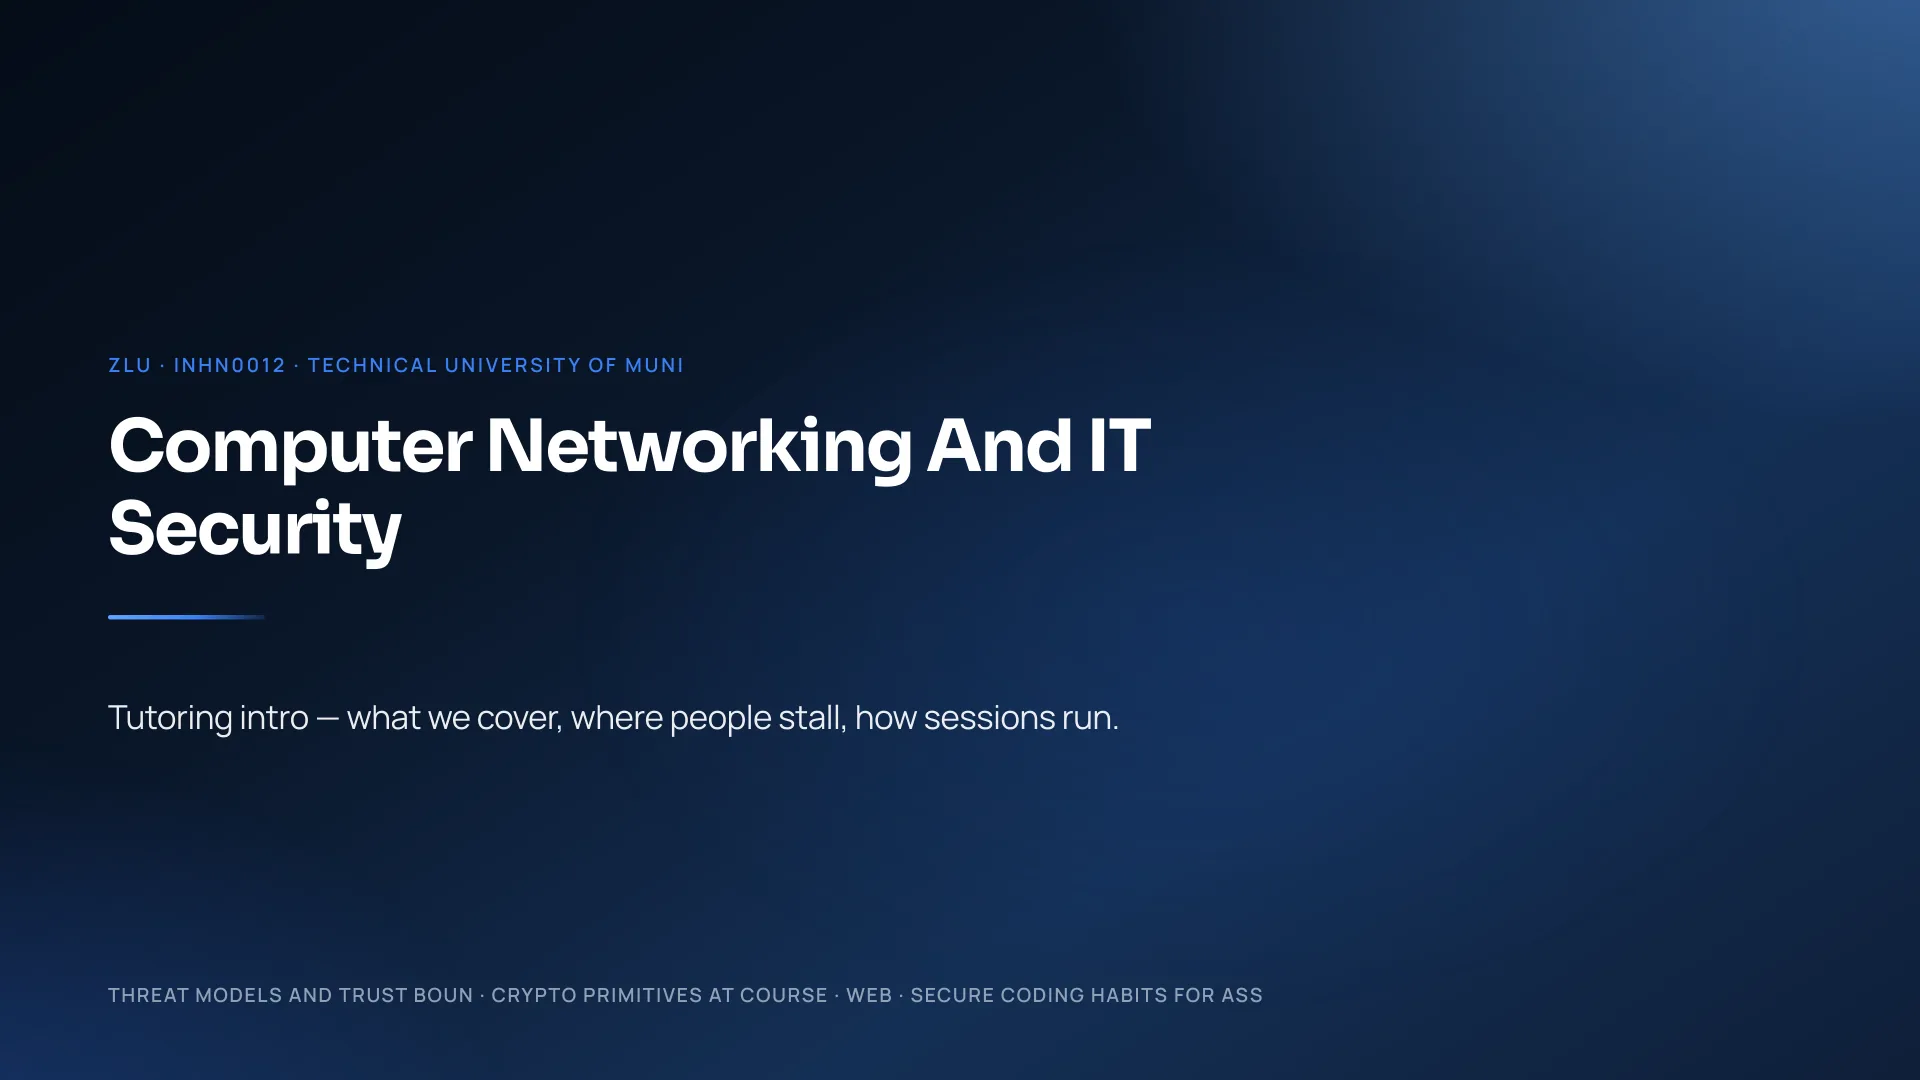 ZLU · INHN0012 · TECHNICAL UNIVERSITY OF MUNI
Computer Networking And IT
Security
Tutoring intro — what we cover, where people stall, how sessions run.
THREAT MODELS AND TRUST BOUN · CRYPTO PRIMITIVES AT COURSE · WEB · SECURE CODING HABITS FOR ASS